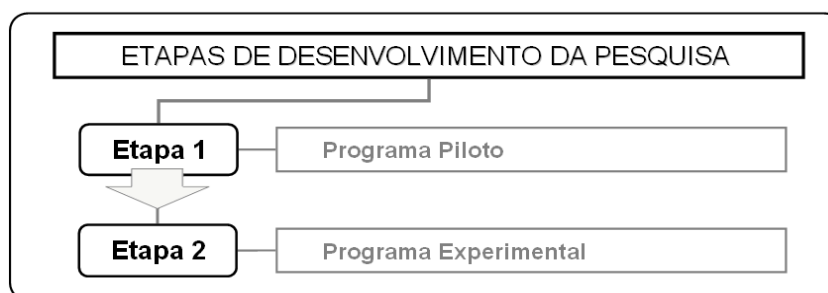 ETAPAS DE DESENVOLVIMENTO DA PESQUISA
Etapa 1
Programa Piloto
Etapa 2
Programa Experimental